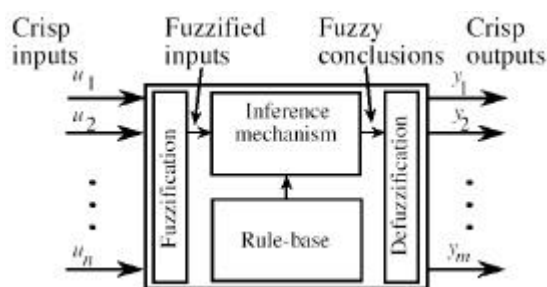 Crisp
inputs
Fuzzified
inputs
Fuzzy
conclusions
Crisp
outputs
u1
u2
un
Fuzzification
Inference
mechanism
Rule-base
Defuzzification
y1
y2
ym